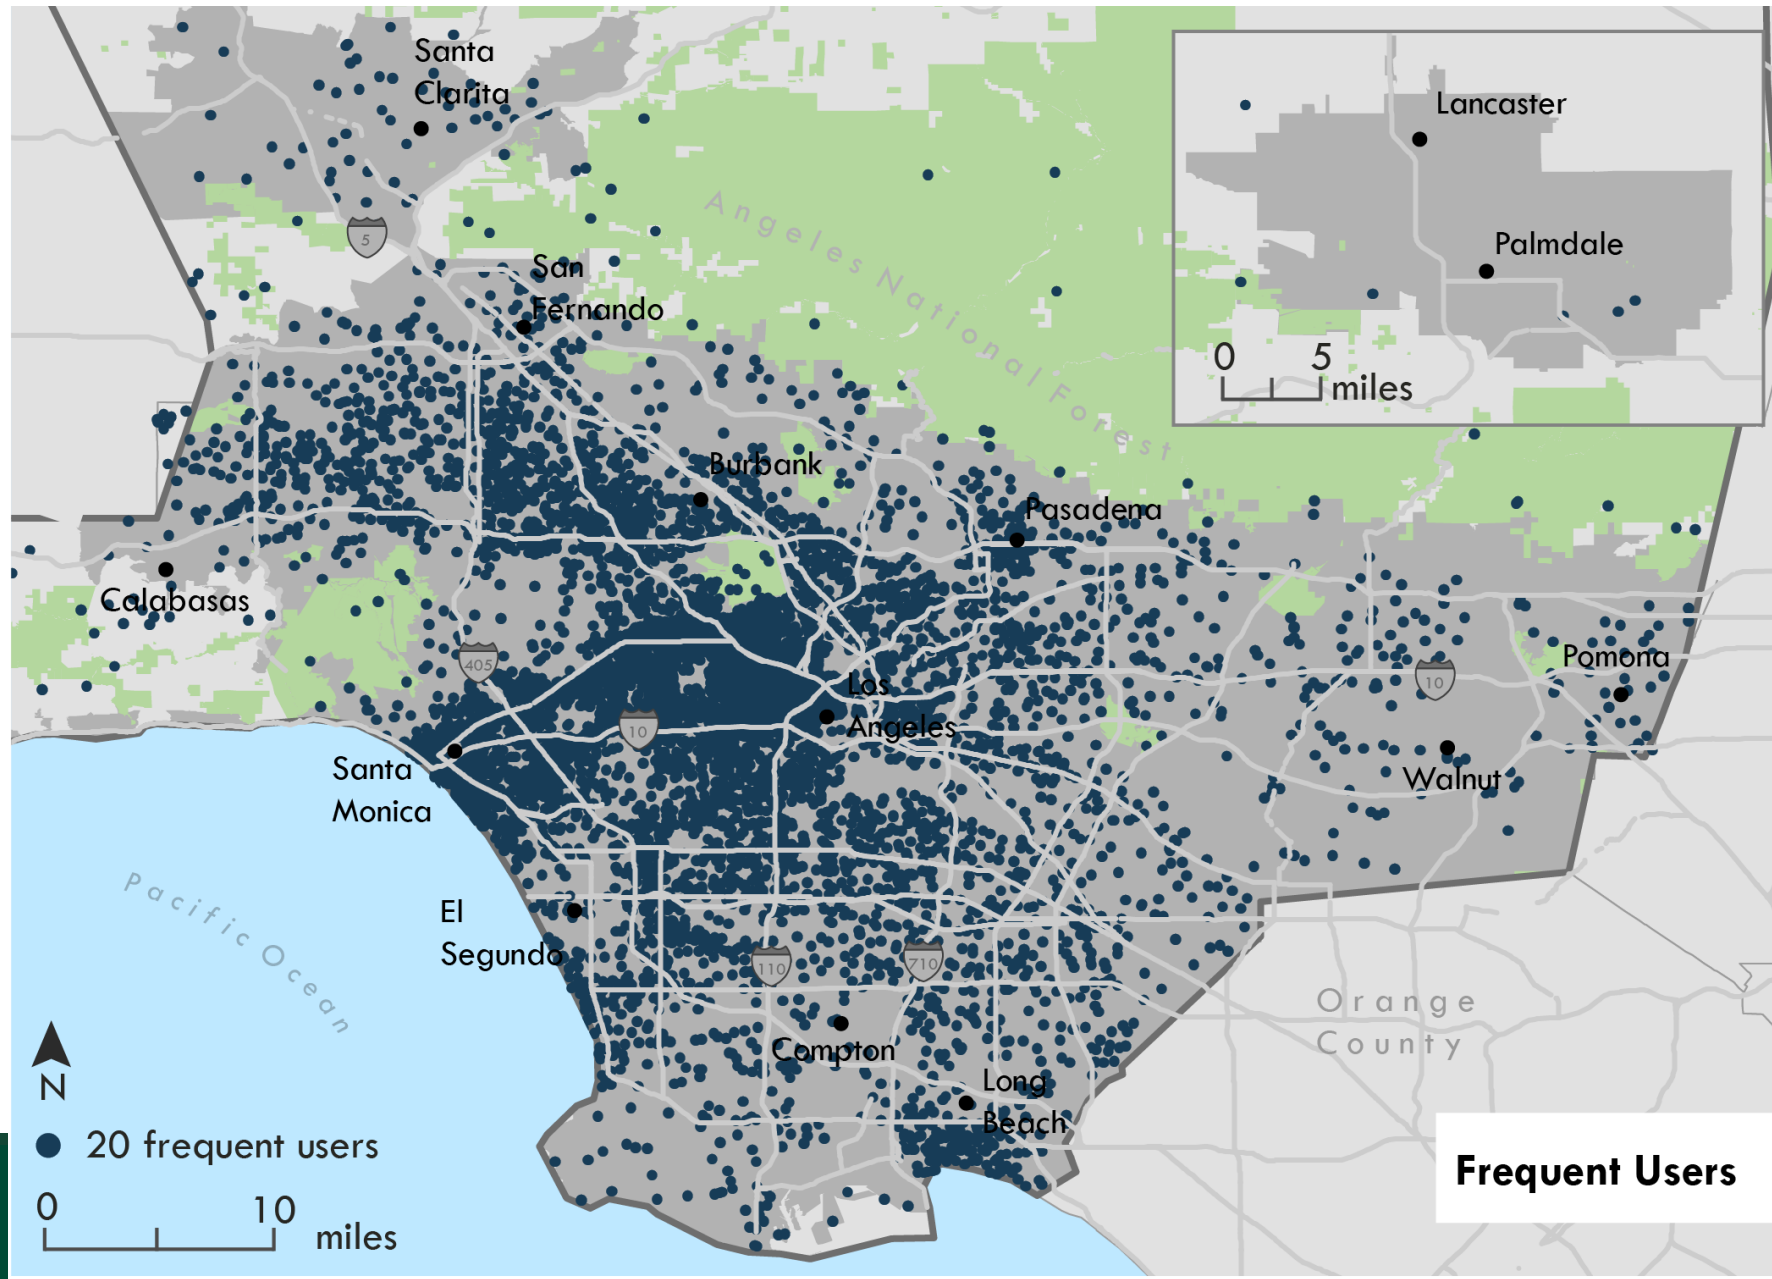 Santa
Clarita
5
San
Fernando
Angeles National Forest
Lancaster
Palmdale
0 5
miles
Burbank
Pasadena
Calabasas
405
Pomona
10
Los
Angeles
10
Santa
Monica
Walnut
Pacific Ocean
El
Segundo
110
710
Orange
County
Compton
Long
Beach
N
20 frequent users
0 10
miles
Frequent Users